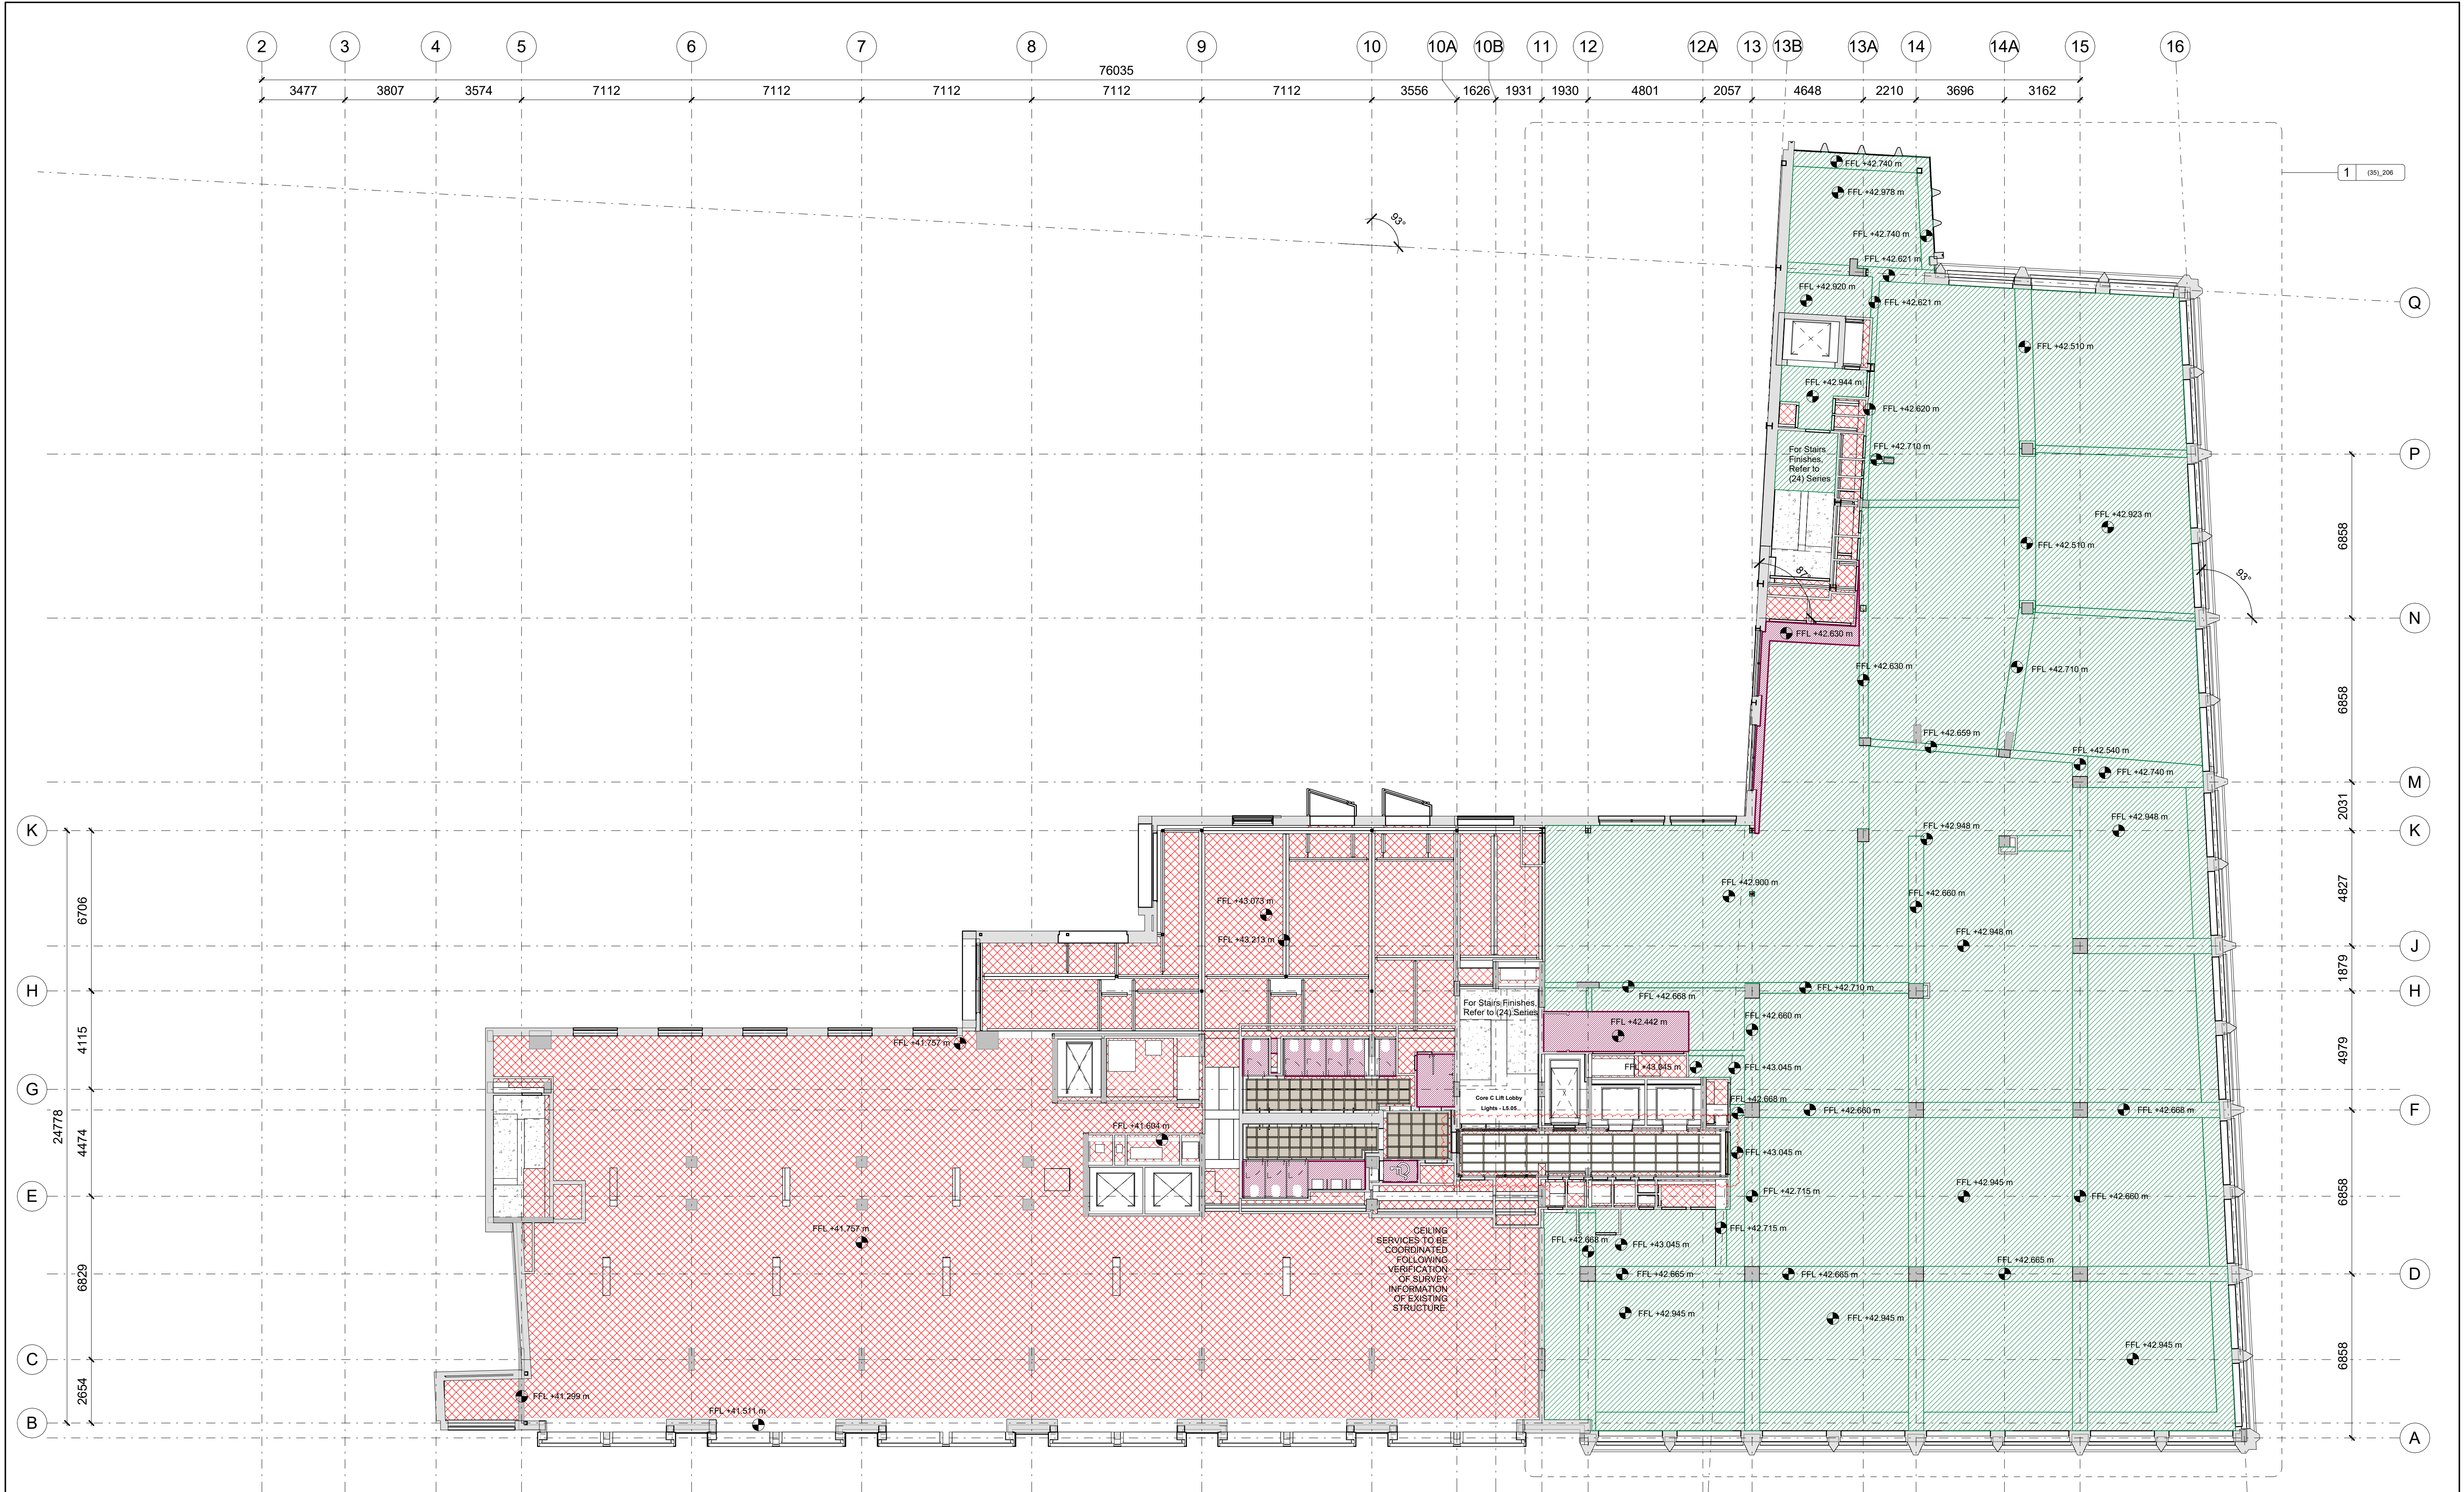 2 3 4 5 6 7 8 9 10 10A 10B 11 12 12A 13 13B 13A 14 14A 15 16
76035
3477 3807 3574 7112 7112 7112 7112 7112 3556 1626 1931 1930 4801 2057 4648 2210 3696 3162
FFL +42.740 m
1 (35)_206
FFL +42.978 m
93°
FFL +42.740 m
FFL +42.621 m
FFL +42.920 m
FFL +42.621 m
Q
FFL +42.510 m
FFL +42.944 m
FFL +42.620 m
FFL +42.710 m
For Stairs
Finishes,
Refer to
(24) Series
P
FFL +42.923 m
6858
FFL +42.510 m
87°
93°
N
FFL +42.630 m
FFL +42.630 m
FFL +42.710 m
6858
FFL +42.659 m
FFL +42.540 m
FFL +42.740 m
M
2031
K
FFL +42.948 m
FFL +42.948 m
K
FFL +42.900 m
FFL +42.660 m
4827
6706
FFL +43.073 m
FFL +43.213 m
FFL +42.948 m
J
1879
H
FFL +42.668 m
FFL +42.710 m
H
For Stairs Finishes,
Refer to (24) Series
FFL +42.442 m
FFL +42.660 m
4115
FFL +41.757 m
4979
FFL +43.045 m
FFL +43.045 m
G
Core C Lift Lobby
Lights - L5.05
FFL +42.668 m
FFL +42.660 m
FFL +42.668 m
F
24778
4474
FFL +41.604 m
FFL +43.045 m
E
FFL +42.715 m
FFL +42.945 m
FFL +42.660 m
6858
FFL +41.757 m
FFL +42.715 m
CEILING
SERVICES TO BE
COORDINATED
FOLLOWING
VERIFICATION
OF SURVEY
INFORMATION
OF EXISTING
STRUCTURE.
FFL +42.668 m
FFL +43.045 m
6829
FFL +42.665 m
FFL +42.665 m
FFL +42.665 m
D
FFL +42.945 m
FFL +42.945 m
FFL +42.945 m
6858
C
2654
FFL +41.299 m
FFL +41.511 m
B
A